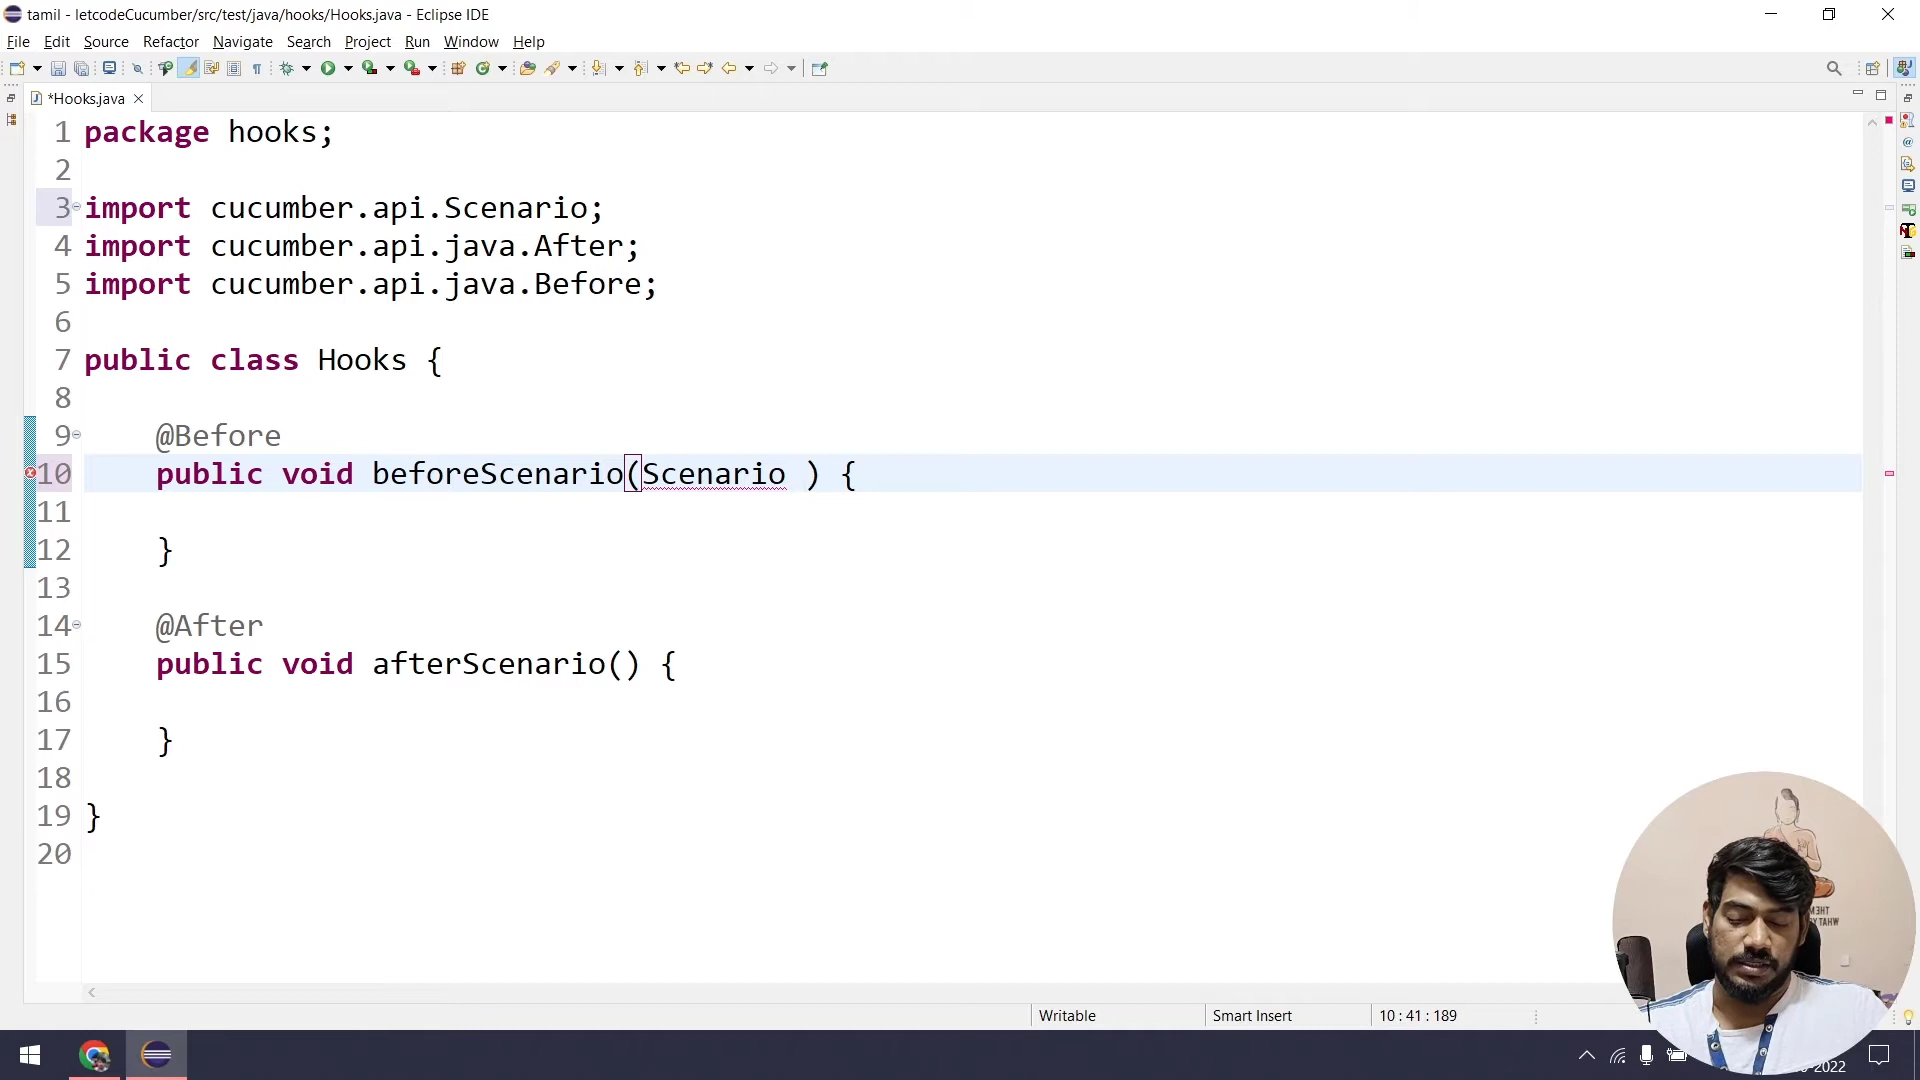 tamil - letcodeCucumber/src/test/java/hooks/Hooks.java - Eclipse IDE
File Edit Source Refactor Navigate Search Project Run Window Help
*Hooks.java
1 package hooks;
2
3 import cucumber.api.Scenario;
4 import cucumber.api.java.After;
5 import cucumber.api.java.Before;
6
7 public class Hooks {
8
9 @Before
10 public void beforeScenario(Scenario ) {
11
12 }
13
14 @After
15 public void afterScenario() {
16
17 }
18
19 }
20
Writable Smart Insert 10 : 41 : 189